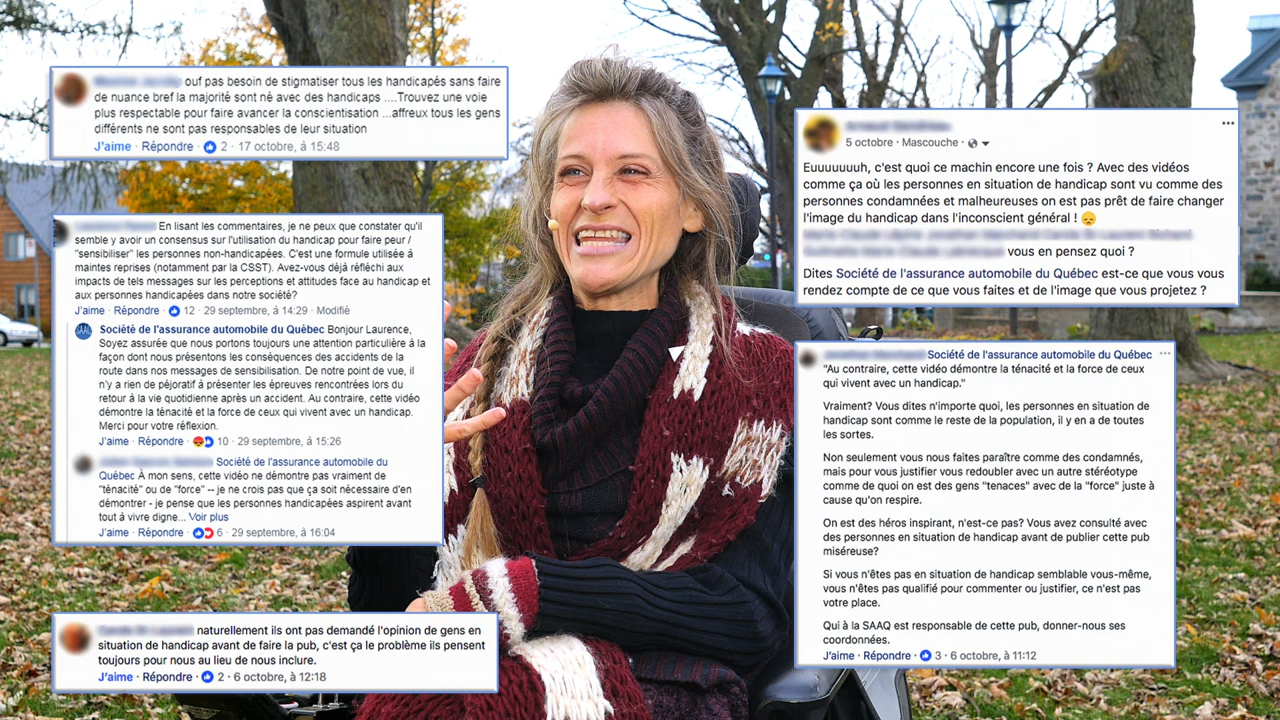 ouf pas besoin de stigmatiser tous les handicapés sans faire
de nuance bref la majorité sont né avec des handicaps ....Trouvez une voie
plus respectable pour faire avancer la conscientisation ...affreux tous les gens
différents ne sont pas responsables de leur situation
J'aime · Répondre · 2 · 17 octobre, à 15:48
En lisant les commentaires, je ne peux que constater qu'il
semble y avoir un consensus sur l'utilisation du handicap pour faire peur /
"sensibiliser" les personnes non-handicapées. C'est une formule utilisée à
maintes reprises (notamment par la CSST). Avez-vous déjà réfléchi aux
impacts de tels messages sur les perceptions et attitudes face au handicap et
aux personnes handicapées dans notre société?
J'aime · Répondre · 12 · 29 septembre, à 14:29 · Modifié
SAAQ
Société de l'assurance automobile du Québec Bonjour Laurence,
Soyez assurée que nous portons toujours une attention particulière à la
façon dont nous présentons les conséquences des accidents de la
route dans nos messages de sensibilisation. De notre point de vue, il
n'y a rien de péjoratif à présenter les épreuves rencontrées lors du
retour à la vie quotidienne après un accident. Au contraire, cette vidéo
démontre la ténacité et la force de ceux qui vivent avec un handicap.
Merci pour votre réflexion.
J'aime · Répondre · 10 · 29 septembre, à 15:26
Société de l'assurance automobile du
Québec À mon sens, cette vidéo ne démontre pas vraiment de
"ténacité" ou de "force" -- je ne crois pas que ça soit nécessaire d'en
démontrer - je pense que les personnes handicapées aspirent avant
tout à vivre digne... Voir plus
J'aime · Répondre · 6 · 29 septembre, à 16:04
naturellement ils ont pas demandé l'opinion de gens en
situation de handicap avant de faire la pub, c'est ça le problème ils pensent
toujours pour nous au lieu de nous inclure.
J'aime · Répondre · 2 · 6 octobre, à 12:18
5 octobre · Mascouche ·
Euuuuuuuh, c'est quoi ce machin encore une fois ? Avec des vidéos
comme ça où les personnes en situation de handicap sont vu comme des
personnes condamnées et malheureuses on est pas prêt de faire changer
l'image du handicap dans l'inconscient général ! 😞
vous en pensez quoi ?
Dites Société de l'assurance automobile du Québec est-ce que vous vous
rendez compte de ce que vous faites et de l'image que vous projetez ?
Société de l'assurance automobile du Québec
"Au contraire, cette vidéo démontre la ténacité et la force de ceux
qui vivent avec un handicap."
Vraiment? Vous dites n'importe quoi, les personnes en situation de
handicap sont comme le reste de la population, il y en a de toutes
les sortes.
Non seulement vous nous faites paraître comme des condamnés,
mais pour vous justifier vous redoubler avec un autre stéréotype
comme de quoi on est des gens "tenaces" avec de la "force" juste à
cause qu'on respire.
On est des héros inspirant, n'est-ce pas? Vous avez consulté avec
des personnes en situation de handicap avant de publier cette pub
miséreuse?
Si vous n'êtes pas en situation de handicap semblable vous-même,
vous n'êtes pas qualifié pour commenter ou justifier, ce n'est pas
votre place.
Qui à la SAAQ est responsable de cette pub, donner-nous ses
coordonnées.
J'aime · Répondre · 3 · 6 octobre, à 11:12